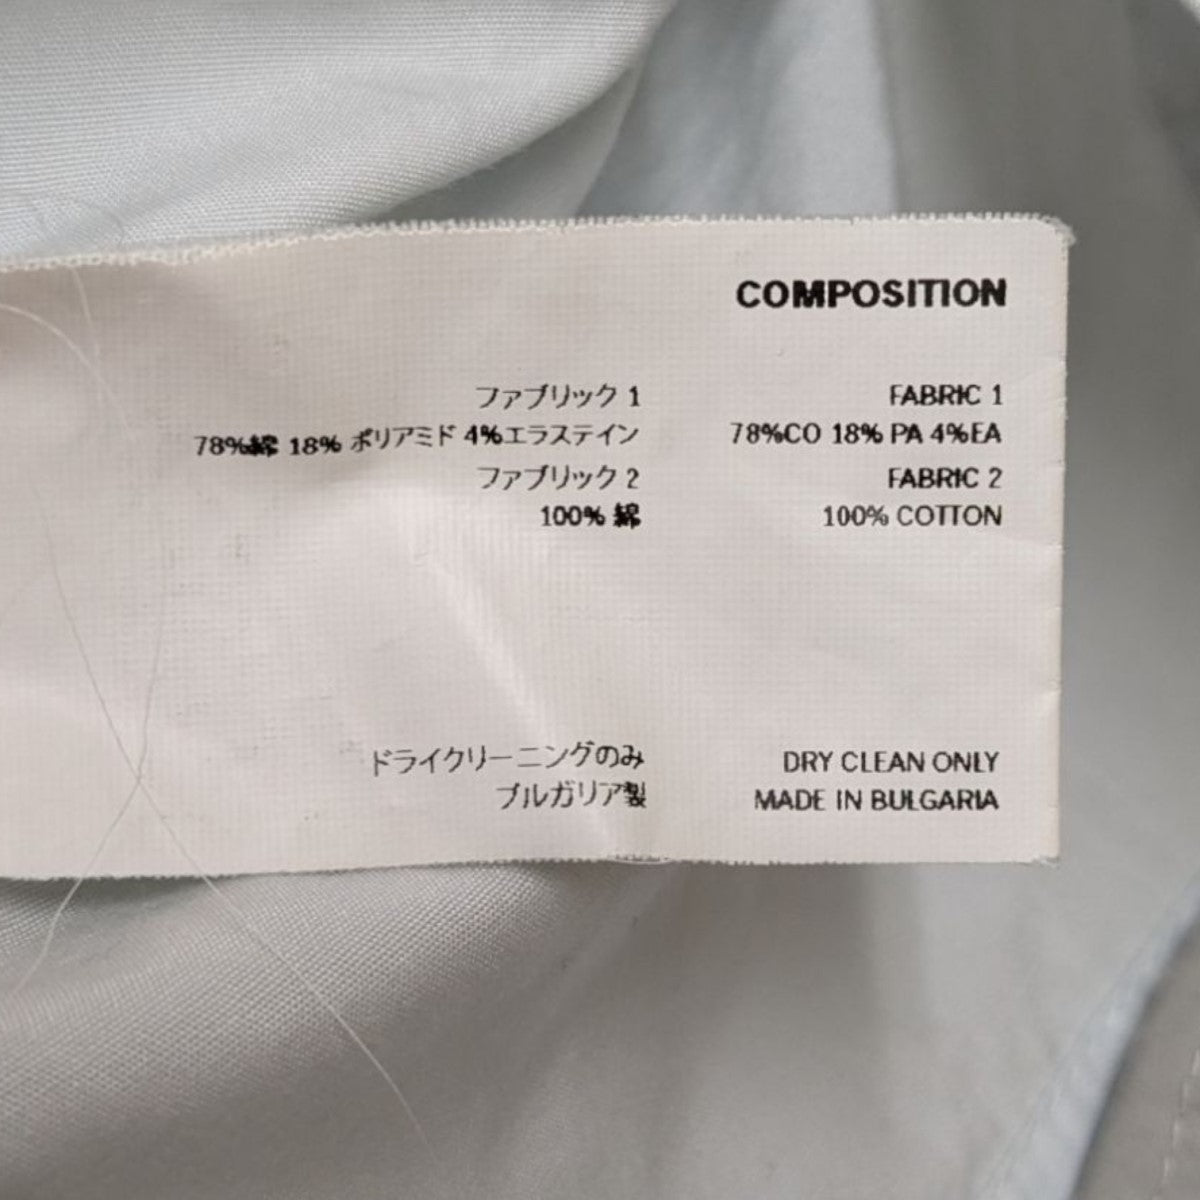 COMPOSITION
ファブリック 1
78%綿 18% ポリアミド 4%エラステイン
ファブリック 2
100% 綿
FABRIC 1
78%CO 18% PA 4%EA
FABRIC 2
100% COTTON
ドライクリーニングのみ
ブルガリア製
DRY CLEAN ONLY
MADE IN BULGARIA